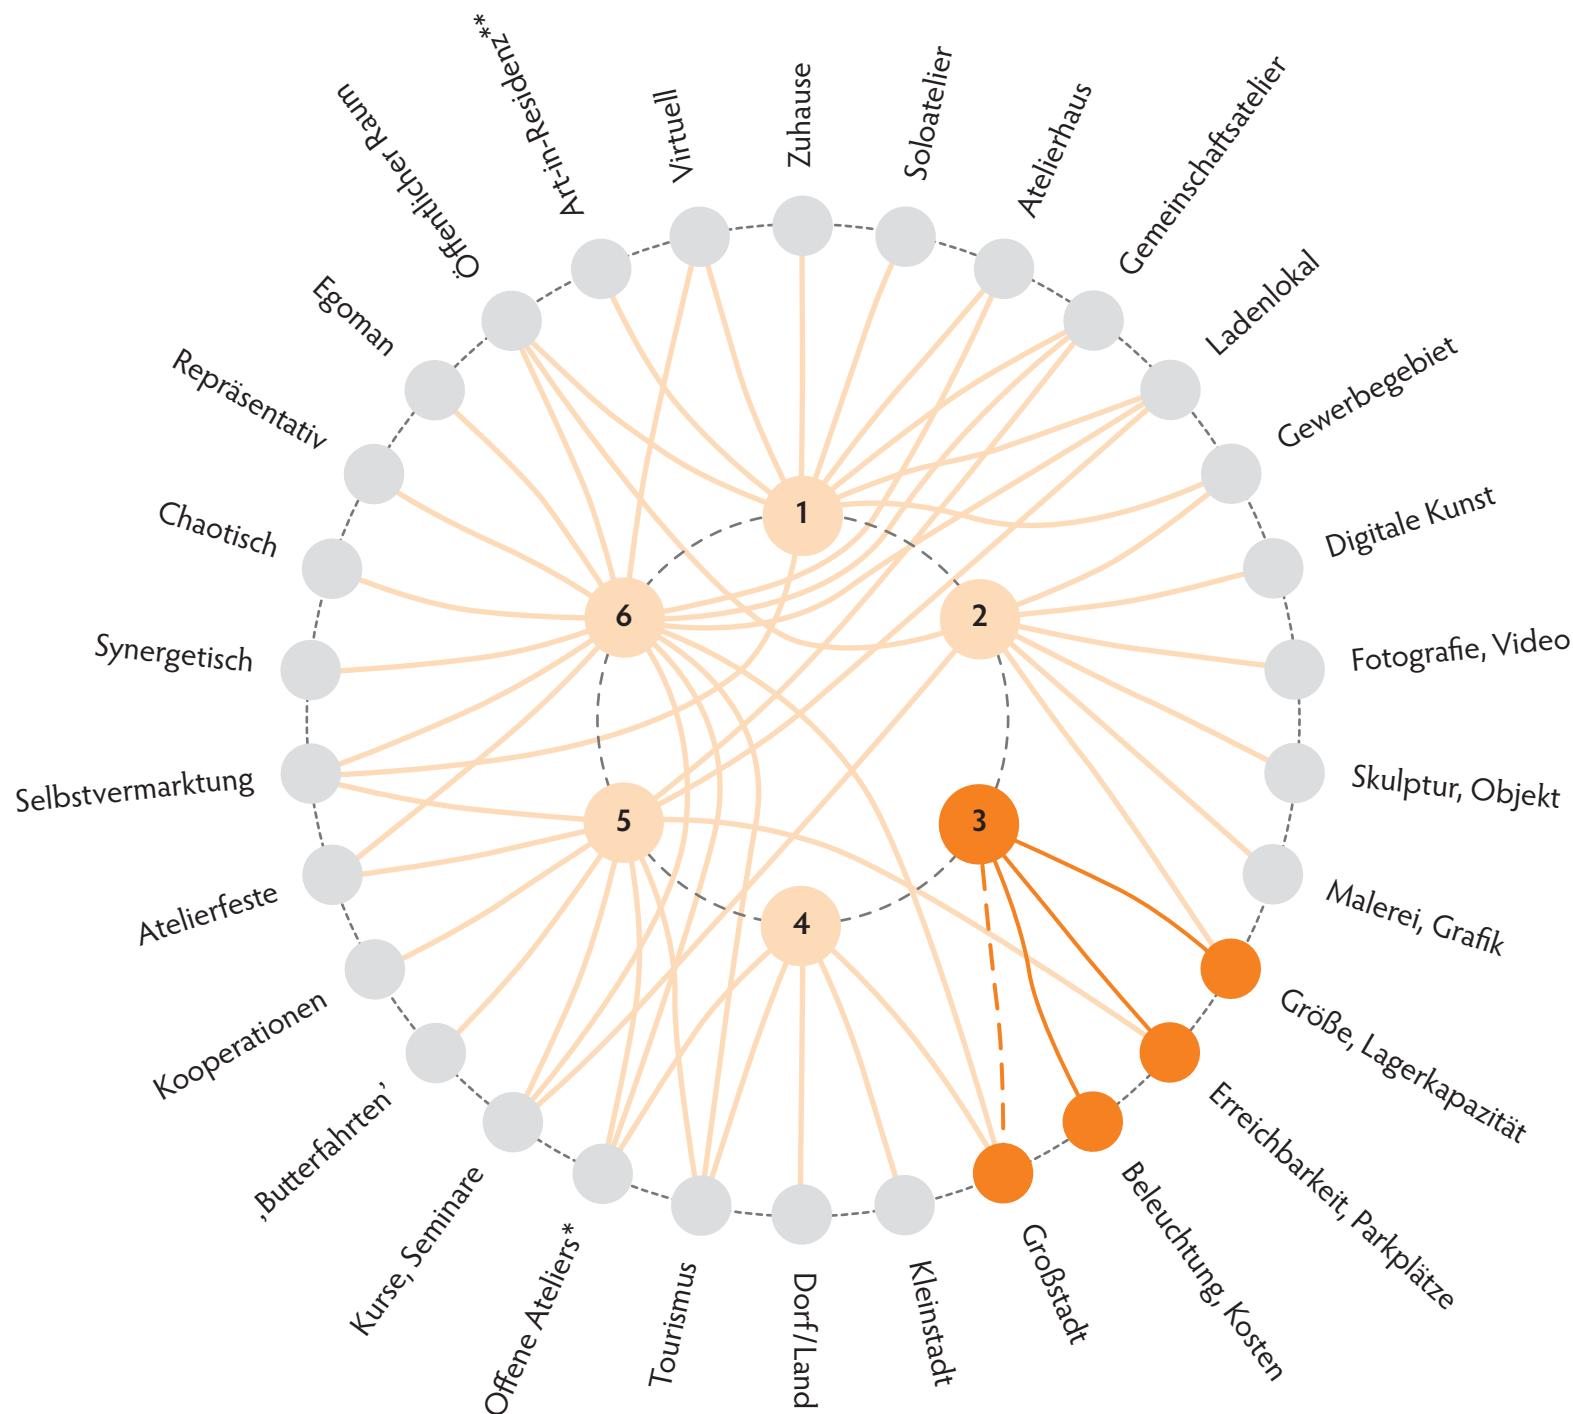 Zuhause
Soloatelier
Atelierhaus
Gemeinschaftsatelier
Ladenlokal
Gewerbegebiet
Digitale Kunst
Fotografie, Video
Skulptur, Objekt
Malerei, Grafik
Größe, Lagerkapazität
Erreichbarkeit, Parkplätze
Beleuchtung, Kosten
Großstadt
Kleinstadt
Dorf/Land
Tourismus
Offene Ateliers*
Kurse, Seminare
‚Butterfahrten’
Kooperationen
Atelierfeste
Selbstvermarktung
Synergetisch
Chaotisch
Repräsentativ
Egoman
Öffentlicher Raum
Art-in-Residenz**
Virtuell
1
2
3
4
5
6